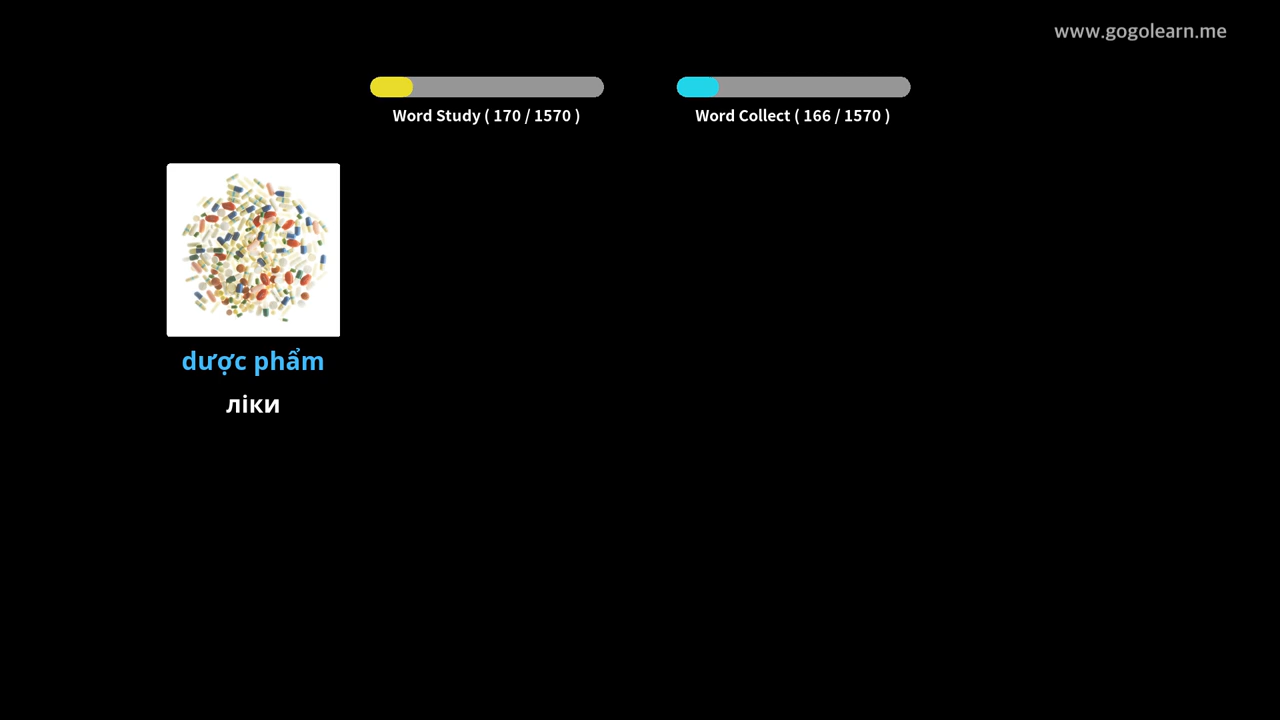 www.gogolearn.me
Word Study ( 170 / 1570 )
Word Collect ( 166 / 1570 )
dược phẩm
ліки